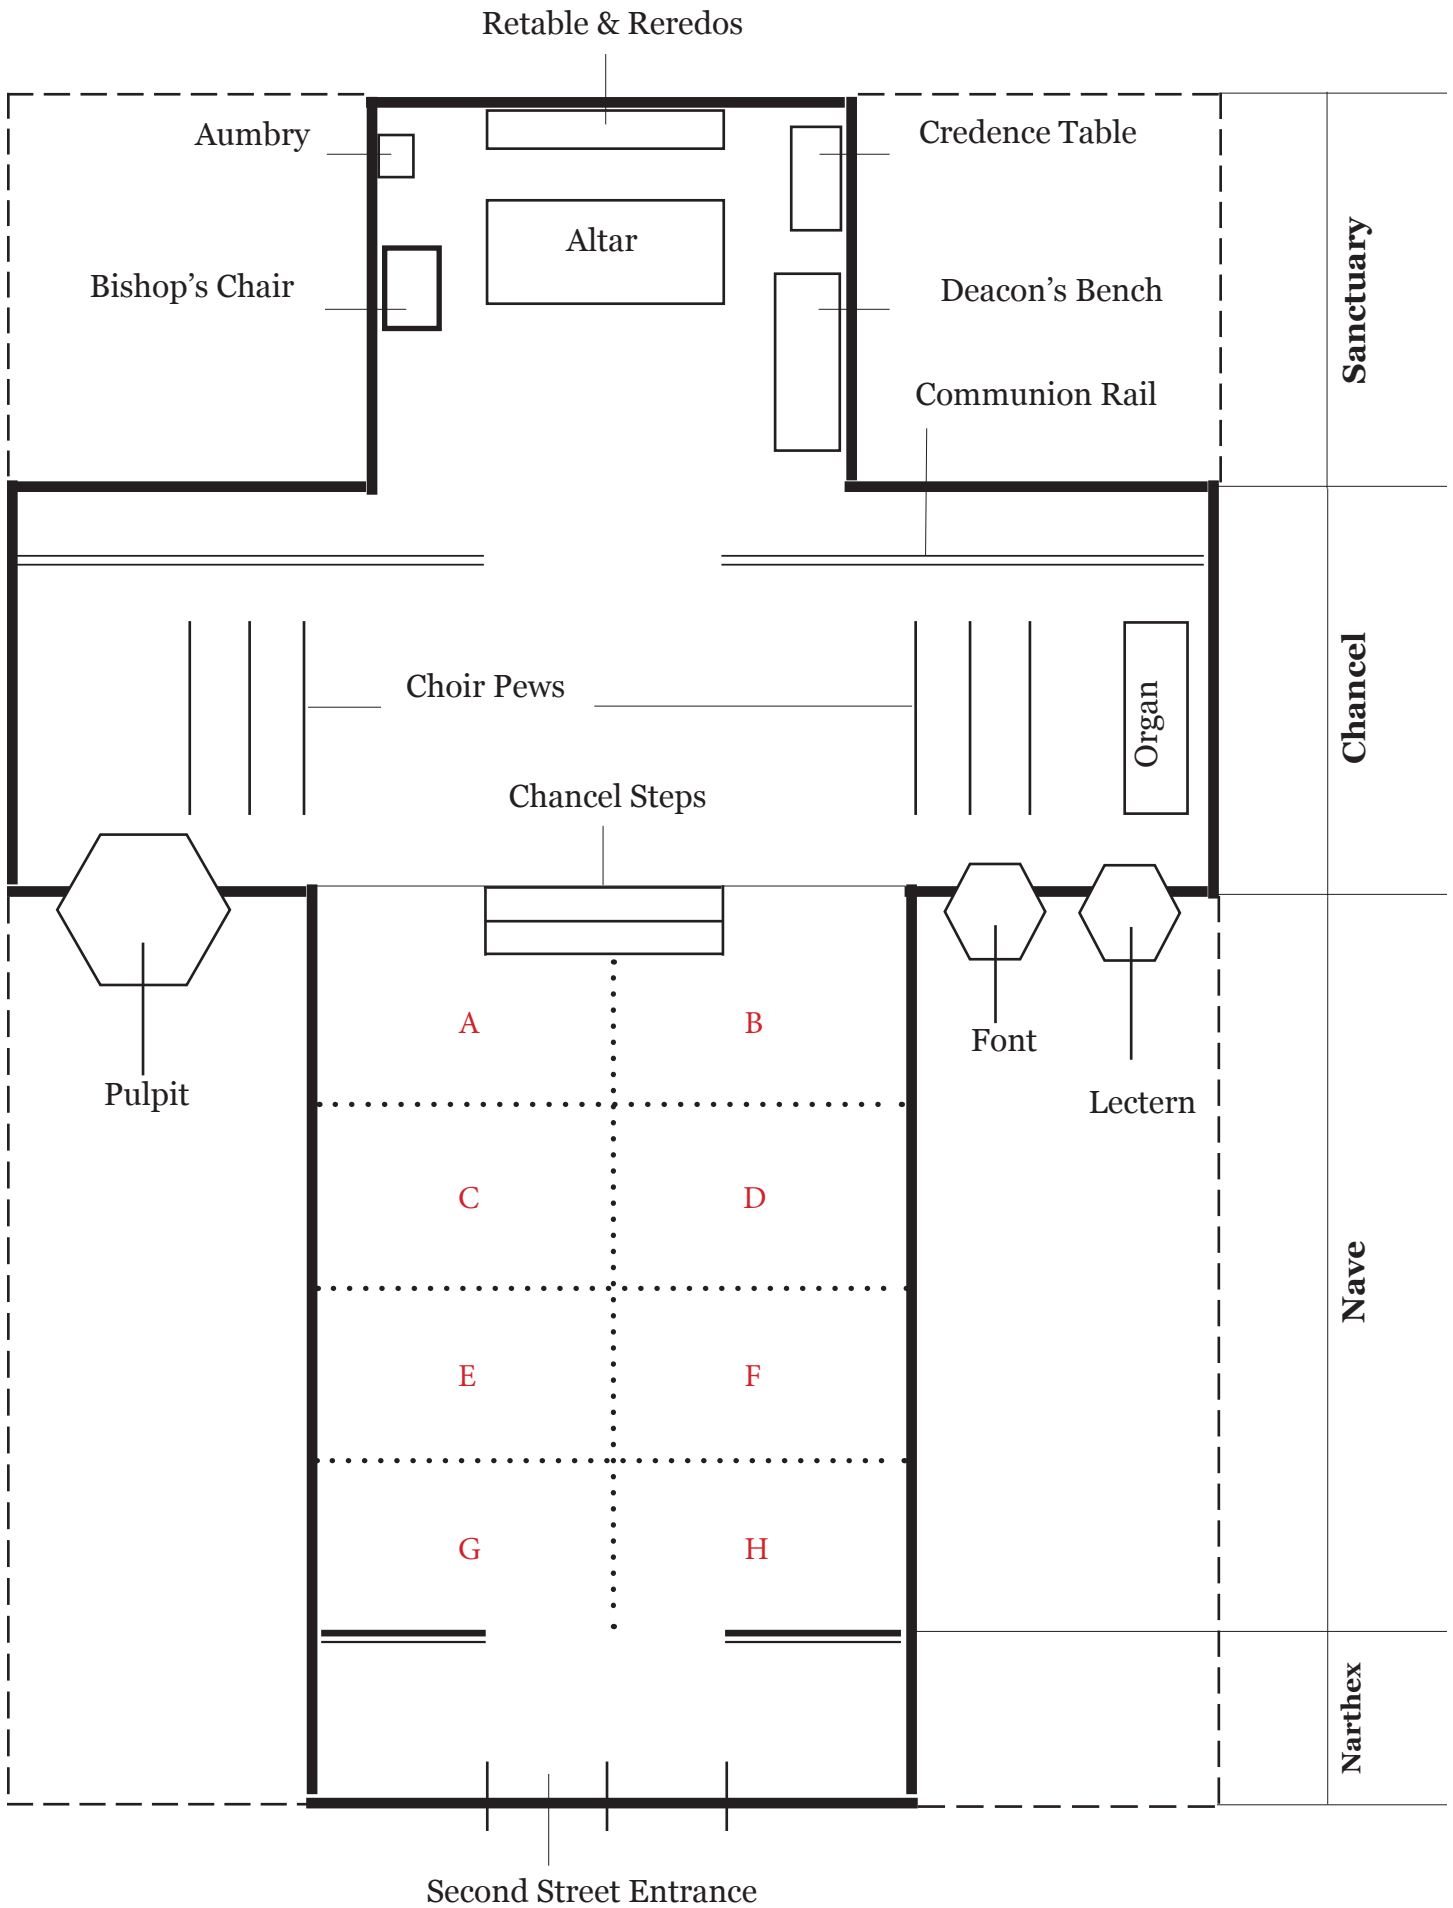 Retable & Reredos
Aumbry
Credence Table
Altar
Bishop’s Chair
Deacon’s Bench
Sanctuary
Communion Rail
Choir Pews
Organ
Chancel
Chancel Steps
A
B
Font
Pulpit
Lectern
C
D
Nave
E
F
G
H
Narthex
Second Street Entrance